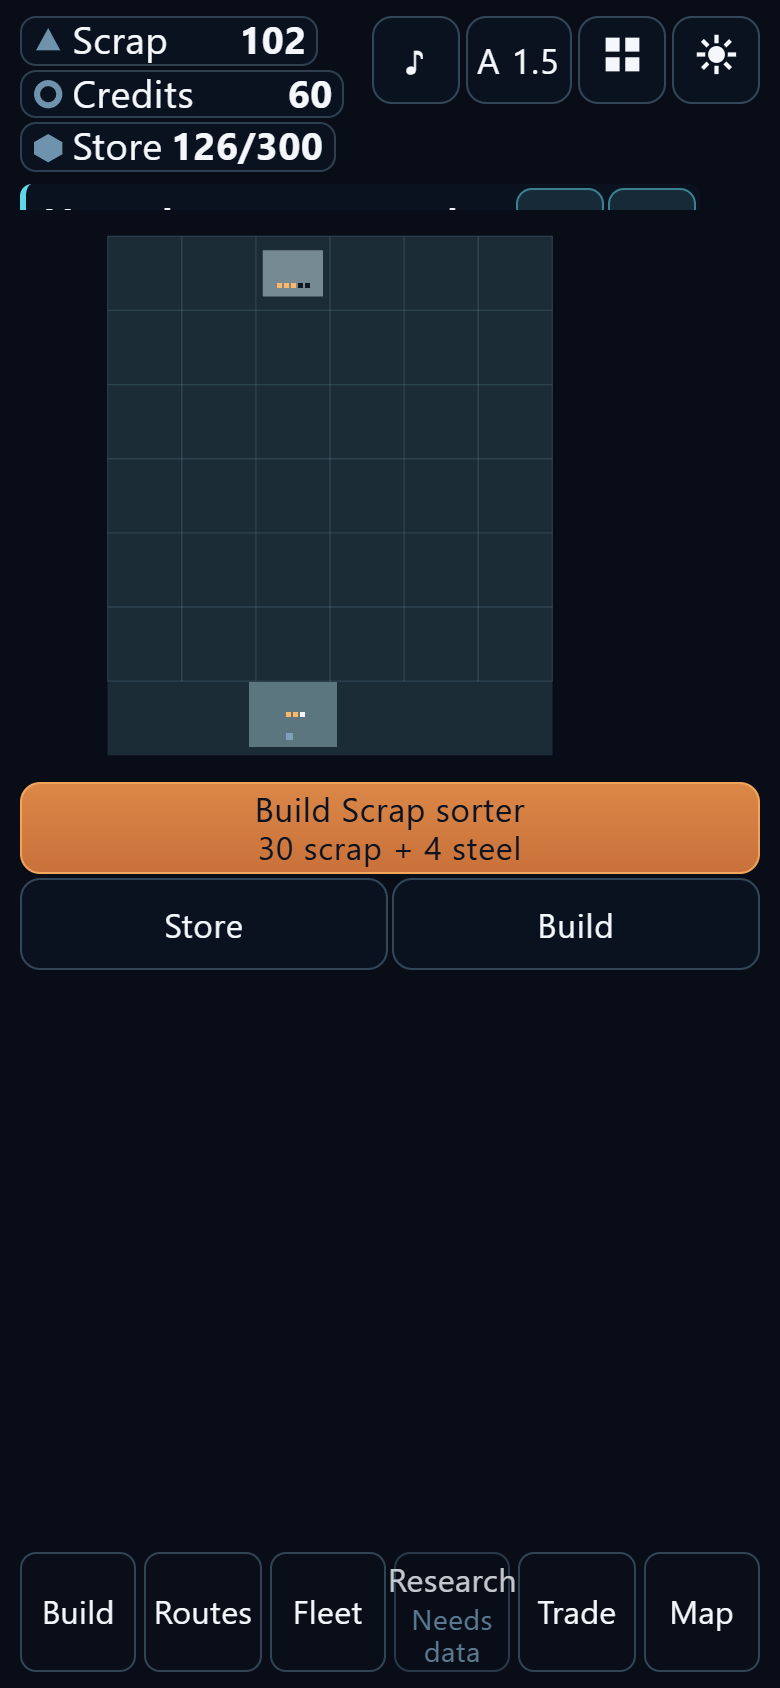 Scrap 102
♪
A 1.5
Credits 60
Store 126/300
Build Scrap sorter
30 scrap + 4 steel
Store
Build
Build
Routes
Fleet
Research
Needs
data
Trade
Map